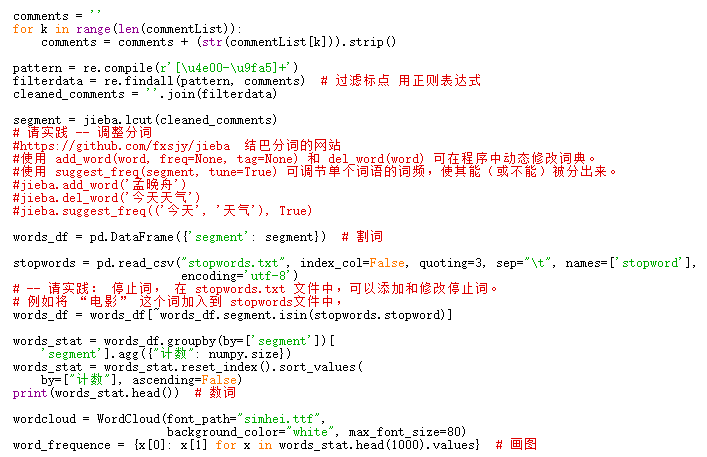 comments = ''
for k in range(len(commentList)):
    comments = comments + (str(commentList[k])).strip()

pattern = re.compile(r'[\u4e00-\u9fa5]+')
filterdata = re.findall(pattern, comments)  # 过滤标点 用正则表达式
cleaned_comments = ''.join(filterdata)

segment = jieba.lcut(cleaned_comments)
# 请实践 -- 调整分词
#https://github.com/fxsjy/jieba  结巴分词的网站
#使用 add_word(word, freq=None, tag=None) 和 del_word(word) 可在程序中动态修改词典。
#使用 suggest_freq(segment, tune=True) 可调节单个词语的词频，使其能（或不能）被分出来。
#jieba.add_word('孟晚舟')
#jieba.del_word('今天天气')
#jieba.suggest_freq(('今天', '天气'), True)

words_df = pd.DataFrame({'segment': segment})  # 割词

stopwords = pd.read_csv("stopwords.txt", index_col=False, quoting=3, sep="\t", names=['stopword'],
                        encoding='utf-8')
# -- 请实践： 停止词， 在 stopwords.txt 文件中，可以添加和修改停止词。
# 例如将 “电影” 这个词加入到 stopwords文件中，
words_df = words_df[~words_df.segment.isin(stopwords.stopword)]

words_stat = words_df.groupby(by=['segment'])[
    'segment'].agg({"计数": numpy.size})
words_stat = words_stat.reset_index().sort_values(
    by=["计数"], ascending=False)
print(words_stat.head())  # 数词

wordcloud = WordCloud(font_path="simhei.ttf",
                      background_color="white", max_font_size=80)
word_frequence = {x[0]: x[1] for x in words_stat.head(1000).values}  # 画图